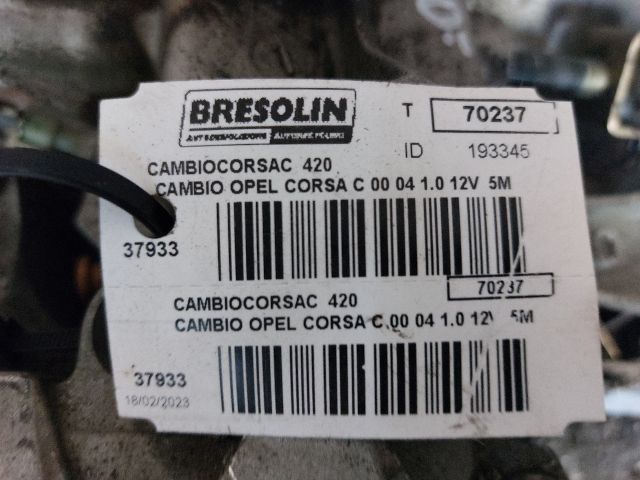 BRESOLIN
T 70237
ID 193345
CAMBIOCORSAC 420
CAMBIO OPEL CORSA C 00 04 1.0 12V 5M
37933
70237
CAMBIOCORSAC 420
CAMBIO OPEL CORSA C 00 04 1.0 12V 5M
37933
18/02/2023